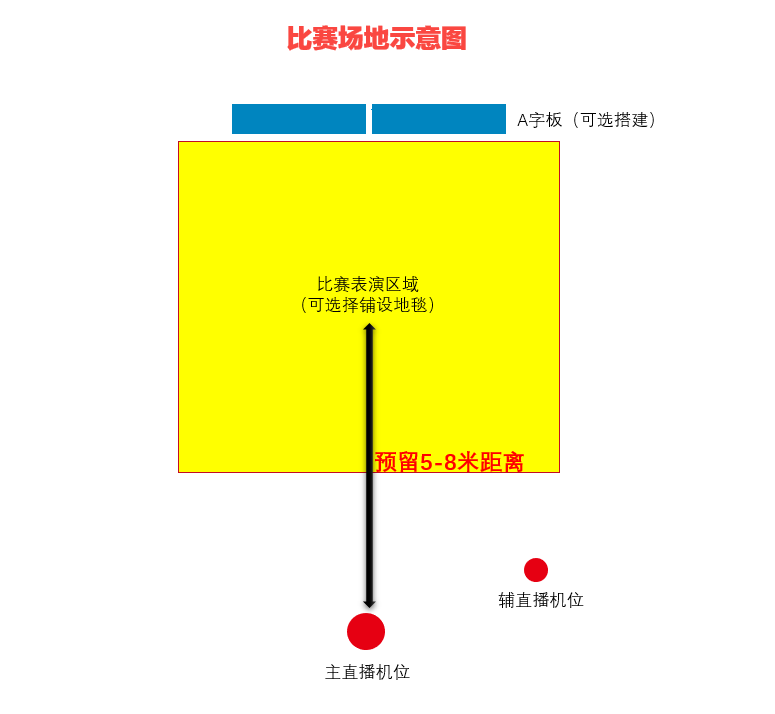 比赛场地示意图
A字板（可选搭建）
比赛表演区域
（可选择铺设地毯）
预留5-8米距离
辅直播机位
主直播机位